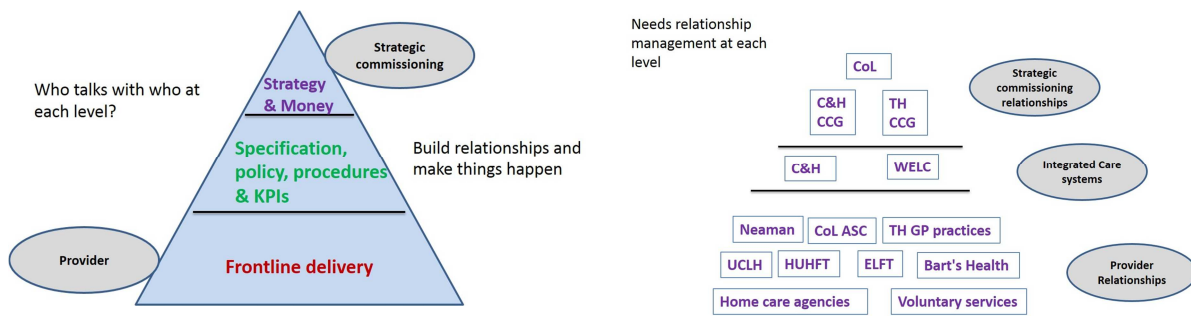 Strategic
commissioning
Who talks with who at
each level?
Strategy
& Money
Specification,
policy, procedures
& KPIs
Build relationships and
make things happen
Provider
Frontline delivery
Needs relationship
management at each
level
CoL
C&H
CCG
TH
CCG
Strategic
commissioning
relationships
C&H
WELC
Integrated Care
systems
Neaman
CoL ASC
TH GP practices
UCLH
HUHFT
ELFT
Bart's Health
Provider
Relationships
Home care agencies
Voluntary services